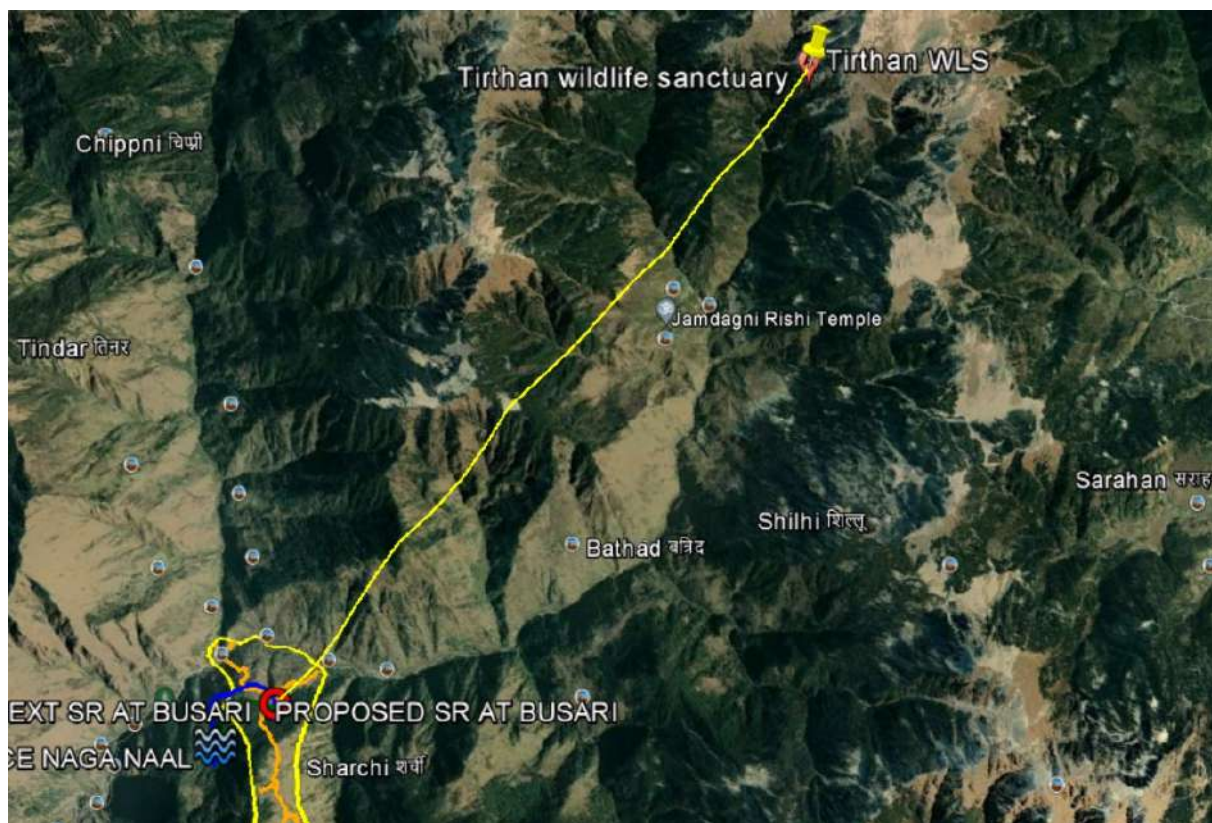 Tirthan WLS
Tirthan wildlife sanctuary
Chippni चिप्नी
Jamdagni Rishi Temple
Tindar तिनर
Sarahan सराह
Shilhi शिल्लू
Bathad
EXT SR AT BUSARI PROPOSED SR AT BUSARI
CE NAGA NAAL
Sharchi शर्ची